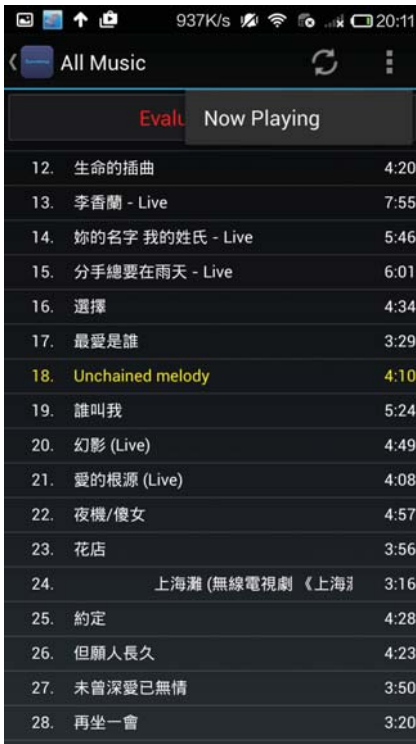 937K/s 20:11
All Music
Evalu
Now Playing
12. 生命的插曲 4:20
13. 李香蘭 - Live 7:55
14. 妳的名字 我的姓氏 - Live 5:46
15. 分手總要在雨天 - Live 6:01
16. 選擇 4:34
17. 最愛是誰 3:29
18. Unchained melody 4:10
19. 誰叫我 5:24
20. 幻影 (Live) 4:49
21. 愛的根源 (Live) 4:08
22. 夜機/傻女 4:57
23. 花店 3:56
24. 上海灘 (無線電視劇 《上海 3:16
25. 約定 4:28
26. 但願人長久 4:23
27. 未曾深愛已無情 3:50
28. 再坐一會 3:20